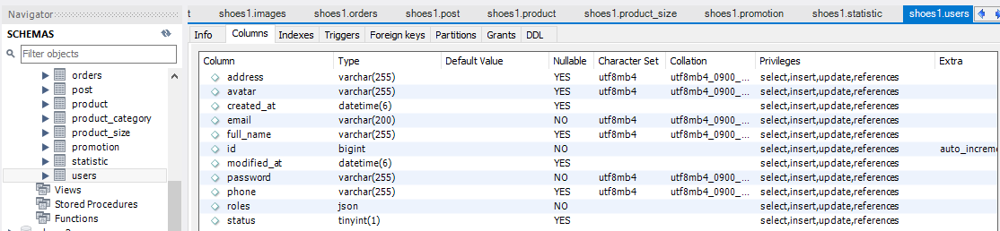 Navigator
t shoes1.images shoes1.orders shoes1.post shoes1.product shoes1.product_size shoes1.promotion shoes1.statistic shoes1.users
SCHEMAS
Info Columns Indexes Triggers Foreign keys Partitions Grants DDL
Filter objects
orders
post
product
product_category
product_size
promotion
statistic
users
Views
Stored Procedures
Functions
Column Type Default Value Nullable Character Set Collation Privileges Extra
address varchar(255) YES utf8mb4 utf8mb4_0900_... select,insert,update,references
avatar varchar(255) YES utf8mb4 utf8mb4_0900_... select,insert,update,references
created_at datetime(6) YES select,insert,update,references
email varchar(200) NO utf8mb4 utf8mb4_0900_... select,insert,update,references
full_name varchar(255) YES utf8mb4 utf8mb4_0900_... select,insert,update,references
id bigint NO select,insert,update,references auto_increme
modified_at datetime(6) YES select,insert,update,references
password varchar(255) NO utf8mb4 utf8mb4_0900_... select,insert,update,references
phone varchar(255) YES utf8mb4 utf8mb4_0900_... select,insert,update,references
roles json NO select,insert,update,references
status tinyint(1) YES select,insert,update,references